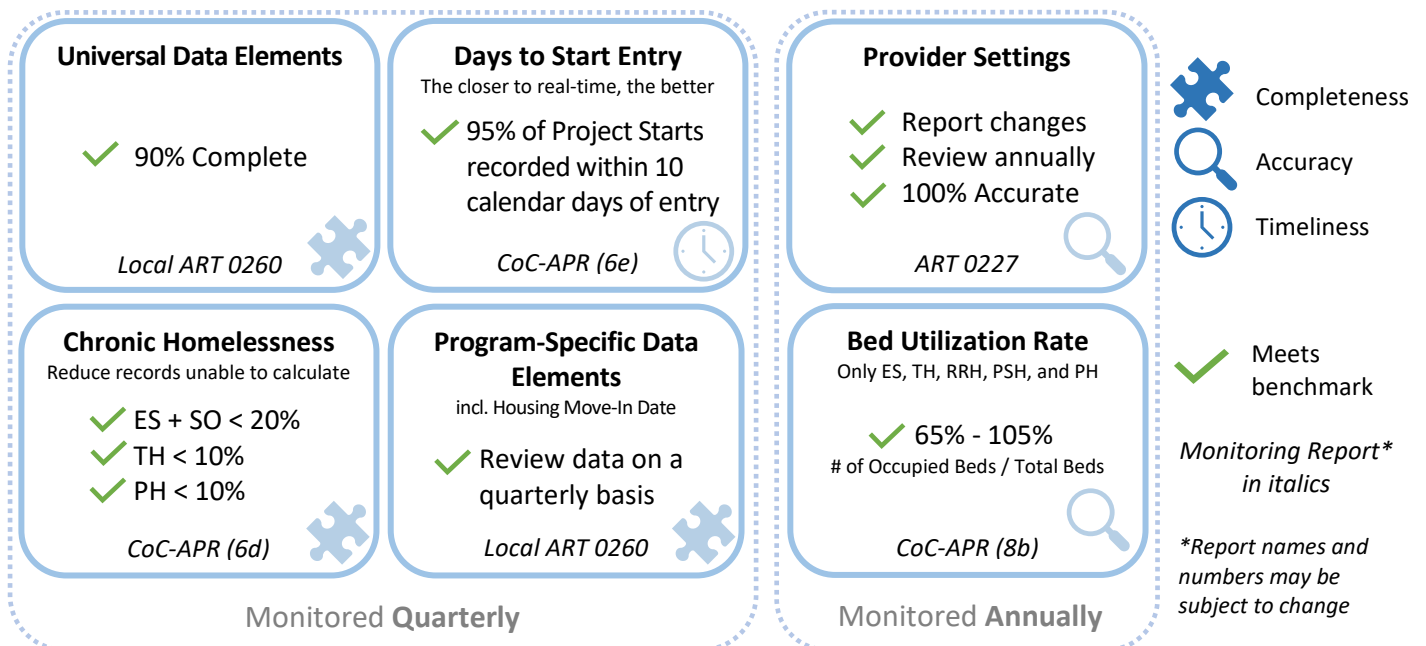 Universal Data Elements
90% Complete
Local ART 0260
Days to Start Entry
The closer to real-time, the better
95% of Project Starts
recorded within 10
calendar days of entry
CoC-APR (6e)
Chronic Homelessness
Reduce records unable to calculate
ES + SO < 20%
TH < 10%
PH < 10%
CoC-APR (6d)
Program-Specific Data
Elements
incl. Housing Move-In Date
Review data on a
quarterly basis
Local ART 0260
Monitored Quarterly
Provider Settings
Report changes
Review annually
100% Accurate
ART 0227
Bed Utilization Rate
Only ES, TH, RRH, PSH, and PH
65% - 105%
# of Occupied Beds / Total Beds
CoC-APR (8b)
Monitored Annually
Completeness
Accuracy
Timeliness
Meets
benchmark
Monitoring Report*
in italics
*Report names and
numbers may be
subject to change